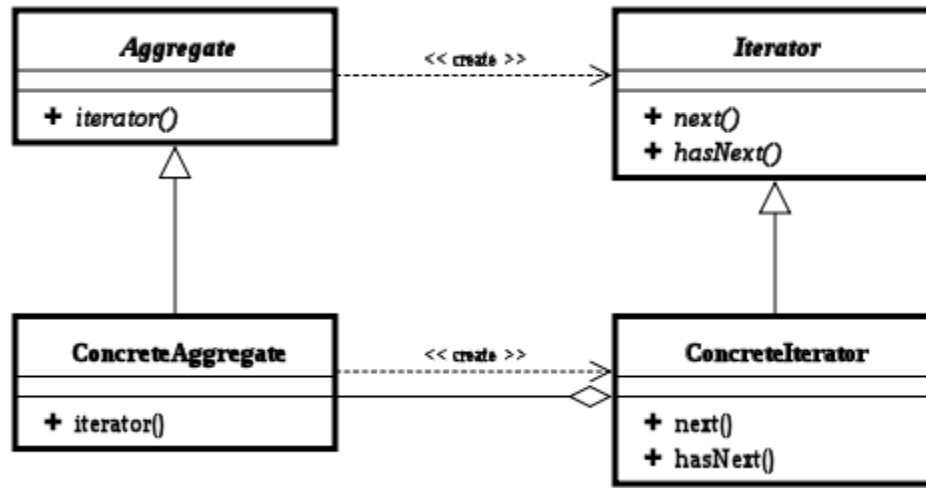 Aggregate
+ iterator()
<< create >>
Iterator
+ next()
+ hasNext()
ConcreteAggregate
+ iterator()
<< create >>
ConcreteIterator
+ next()
+ hasNext()